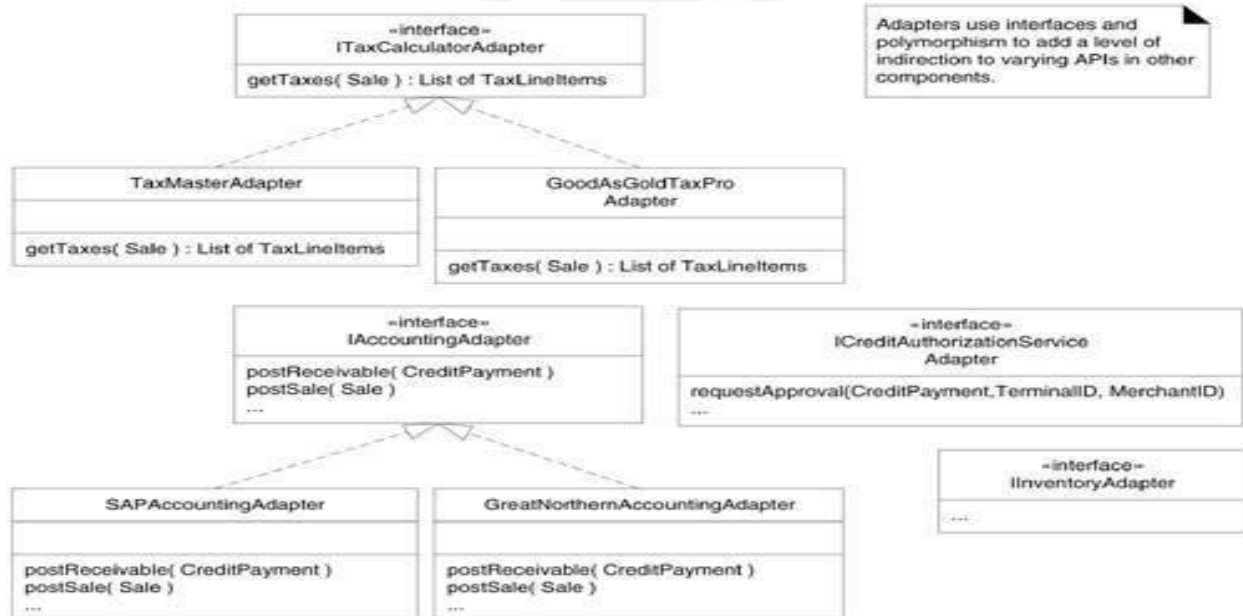 «interface»
ITaxCalculatorAdapter
getTaxes( Sale ) : List of TaxLineItems
Adapters use interfaces and
polymorphism to add a level of
indirection to varying APIs in other
components.
TaxMasterAdapter
getTaxes( Sale ) : List of TaxLineItems
GoodAsGoldTaxPro
Adapter
getTaxes( Sale ) : List of TaxLineItems
«interface»
IAccountingAdapter
postReceivable( CreditPayment )
postSale( Sale )
...
«interface»
ICreditAuthorizationService
Adapter
requestApproval(CreditPayment,TerminalID, MerchantID)
...
«interface»
IInventoryAdapter
...
SAPAccountingAdapter
postReceivable( CreditPayment )
postSale( Sale )
...
GreatNorthernAccountingAdapter
postReceivable( CreditPayment )
postSale( Sale )
...